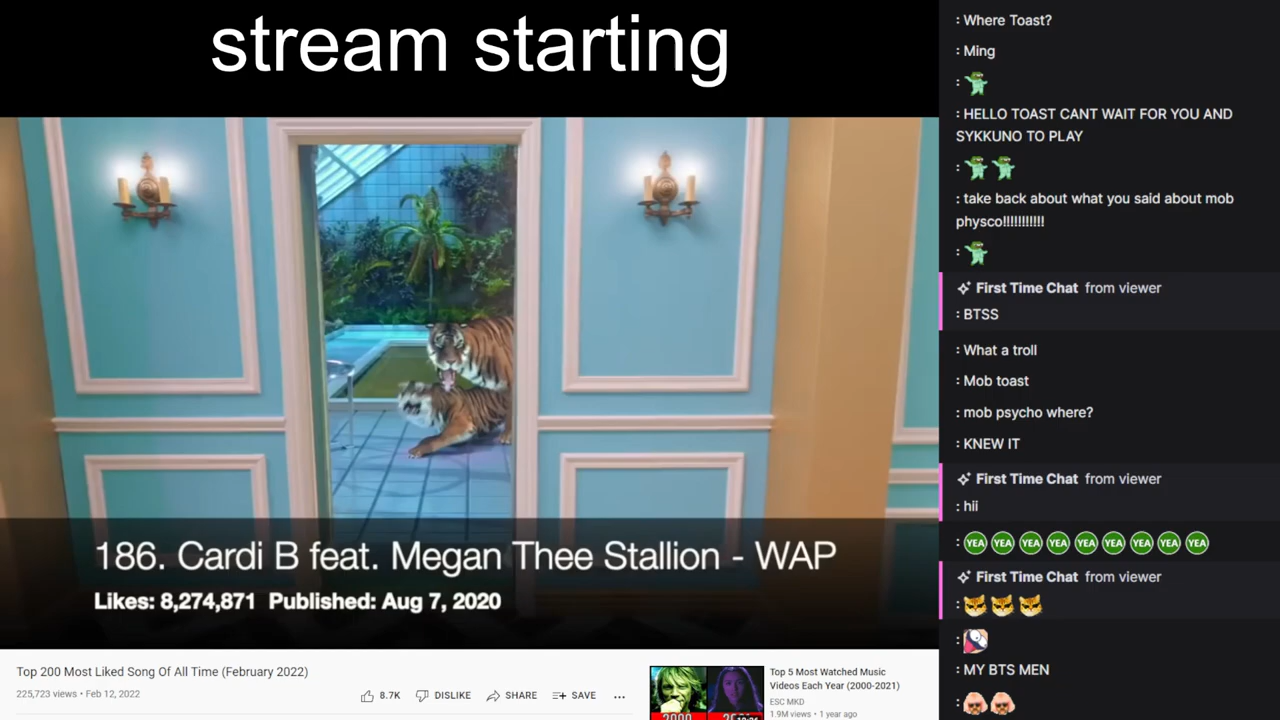 stream starting
186. Cardi B feat. Megan Thee Stallion - WAP
Likes: 8,274,871 Published: Aug 7, 2020
Top 200 Most Liked Song Of All Time (February 2022)
225,723 views • Feb 12, 2022
8.7K DISLIKE SHARE SAVE
Top 5 Most Watched Music
Videos Each Year (2000-2021)
ESC MKD
1.9M views • 1 year ago
: Where Toast?
: Ming
:
: HELLO TOAST CANT WAIT FOR YOU AND
SYKKUNO TO PLAY
:
: take back about what you said about mob
physco!!!!!!!!!!!
:
First Time Chat from viewer
: BTSS
: What a troll
: Mob toast
: mob psycho where?
: KNEW IT
First Time Chat from viewer
: hii
: YEA YEA YEA YEA YEA YEA YEA YEA YEA
First Time Chat from viewer
:
:
: MY BTS MEN
: